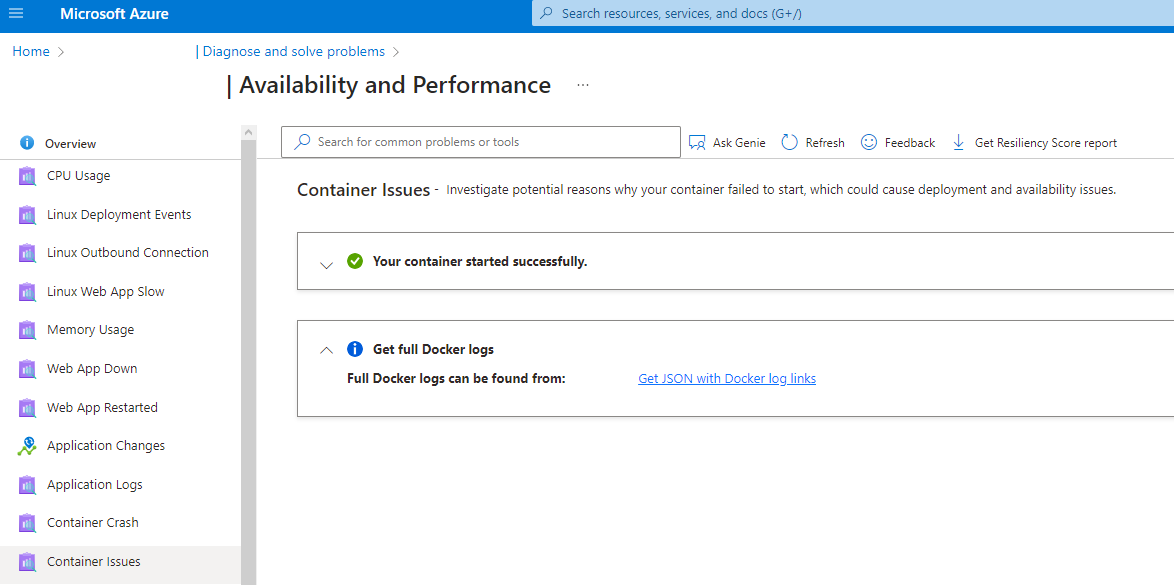 Microsoft Azure
Search resources, services, and docs (G+/)
Home > | Diagnose and solve problems >
| Availability and Performance ...
Search for common problems or tools
Ask Genie Refresh Feedback Get Resiliency Score report
Overview
CPU Usage
Linux Deployment Events
Linux Outbound Connection
Linux Web App Slow
Memory Usage
Web App Down
Web App Restarted
Application Changes
Application Logs
Container Crash
Container Issues
Container Issues - Investigate potential reasons why your container failed to start, which could cause deployment and availability issues.
Your container started successfully.
Get full Docker logs
Full Docker logs can be found from: Get JSON with Docker log links